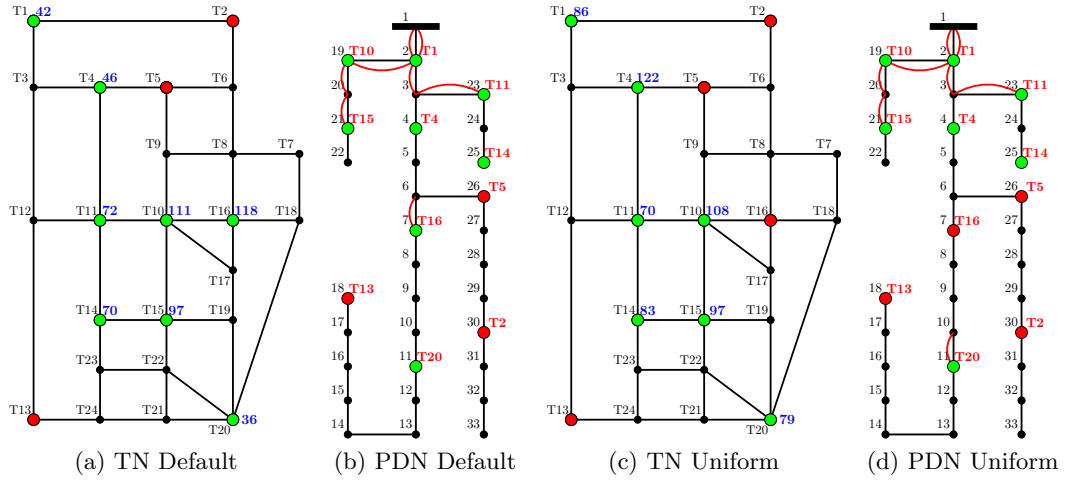 T1 42 T2
T3 T4 46 T5 T6
T9 T8 T7
T12 T11 72 T10 111 T16 118 T18
T17
T14 70 T15 97 T19
T23 T22
T13 T24 T21 T20 36
(a) TN Default
1
19 T10 2 T1
20 3 23 T11
21 T15 4 T4 24
22 5 25 T14
6 26 T5
7 T16 27
8 28
18 T13 9 29
17 10 30 T2
16 11 T20 31
15 12 32
14 13 33
(b) PDN Default
T1 86 T2
T3 T4 122 T5 T6
T9 T8 T7
T12 T11 70 T10 108 T16 T18
T17
T14 83 T15 97 T19
T23 T22
T13 T24 T21 T20 79
(c) TN Uniform
1
19 T10 2 T1
20 3 23 T11
21 T15 4 T4 24
22 5 25 T14
6 26 T5
7 T16 27
8 28
18 T13 9 29
17 10 30 T2
16 11 T20 31
15 12 32
14 13 33
(d) PDN Uniform